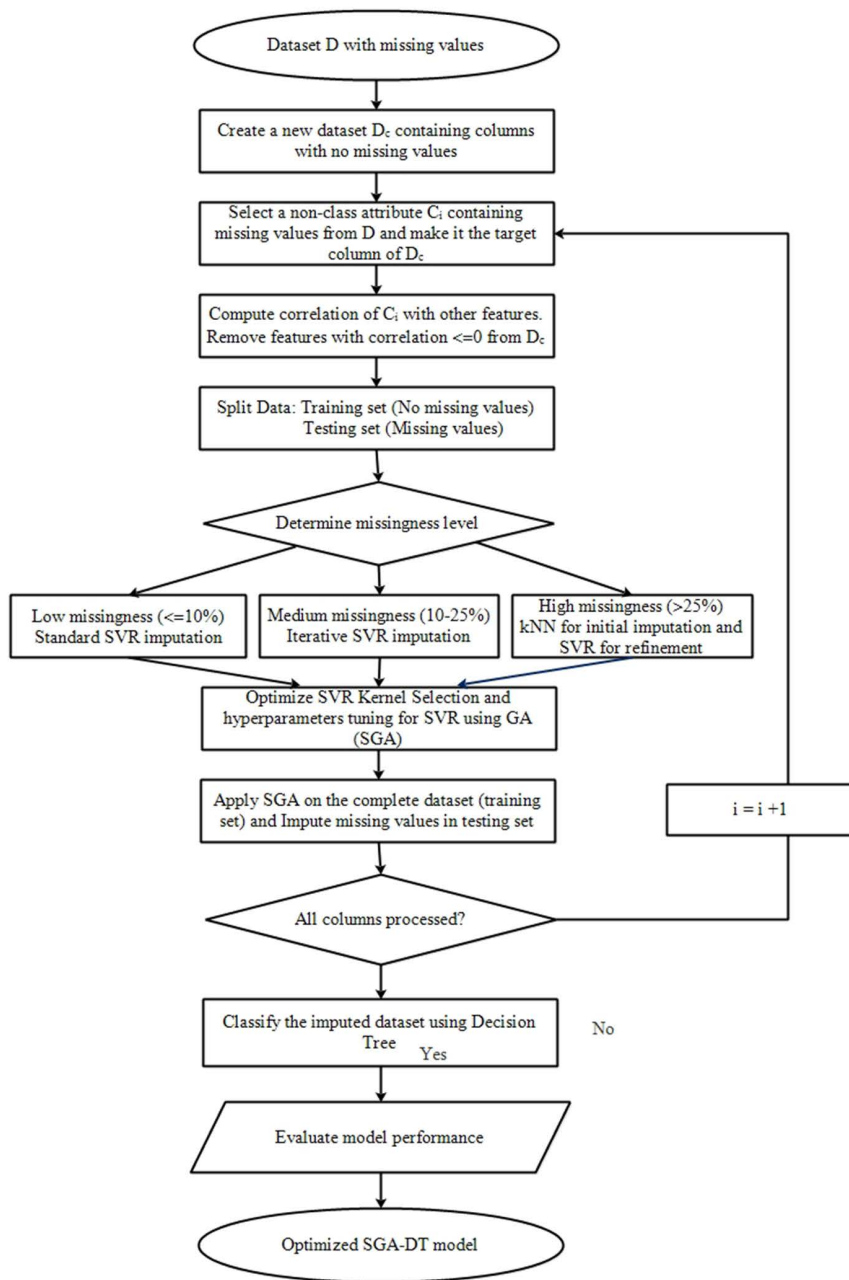 Dataset D with missing values
Create a new dataset Dc containing columns
with no missing values
Select a non-class attribute Ci containing
missing values from D and make it the target
column of Dc
Compute correlation of Ci with other features.
Remove features with correlation <=0 from Dc
Split Data: Training set (No missing values)
Testing set (Missing values)
Determine missingness level
Low missingness (<=10%)
Standard SVR imputation
Medium missingness (10-25%)
Iterative SVR imputation
High missingness (>25%)
kNN for initial imputation and
SVR for refinement
Optimize SVR Kernel Selection and
hyperparameters tuning for SVR using GA
(SGA)
Apply SGA on the complete dataset (training
set) and Impute missing values in testing set
i = i +1
All columns processed?
Classify the imputed dataset using Decision
Tree
Yes
No
Evaluate model performance
Optimized SGA-DT model